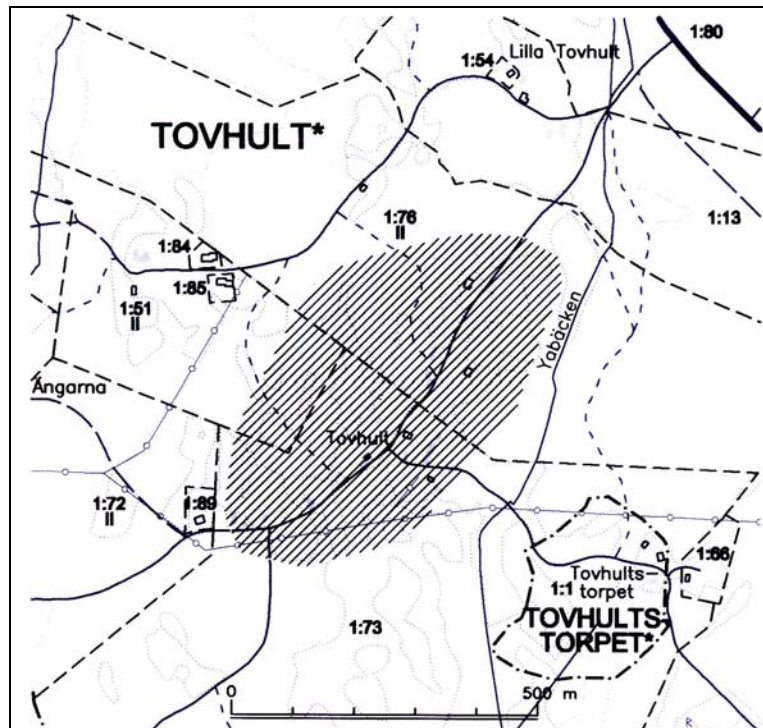 1:80
Lilla Tovhult
1:54
TOVHULT*
1:76
II
1:13
1:84
1:85
1:51
II
Yabäcken
Ängarna
Tovhult
1:72
II
1:89
1:66
Tovhults
torpet
1:1
TOVHULTS
TORPET*
1:73
0
500 m
R